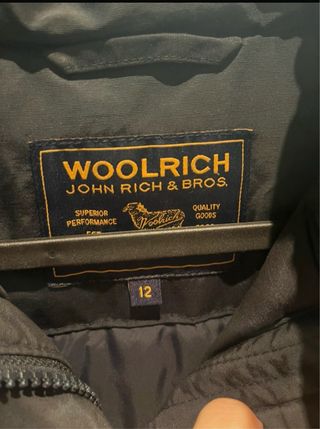 WOOLRICH
JOHN RICH & BROS.
SUPERIOR
PERFORMANCE
QUALITY
GOODS
Woolrich
12